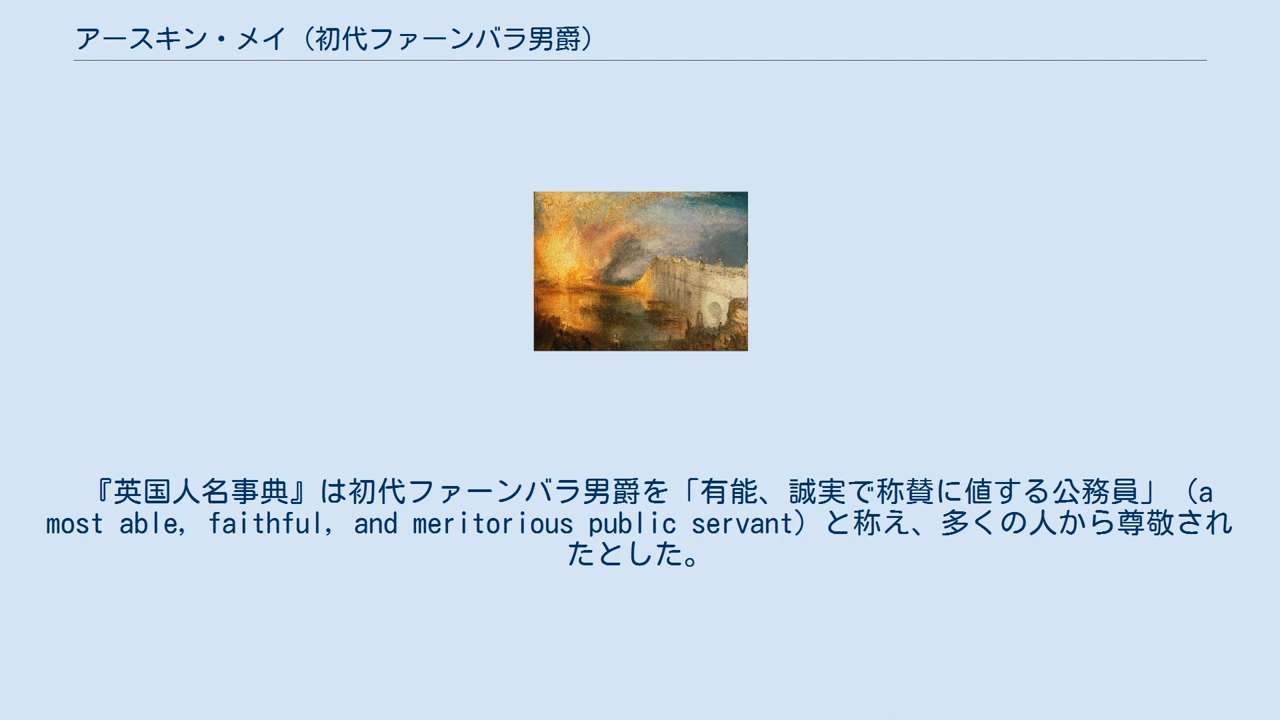 アースキン・メイ（初代ファーンバラ男爵）
『英国人名事典』は初代ファーンバラ男爵を「有能、誠実で称賛に値する公務員」（a
most able, faithful, and meritorious public servant）と称え、多くの人から尊敬され
たとした。